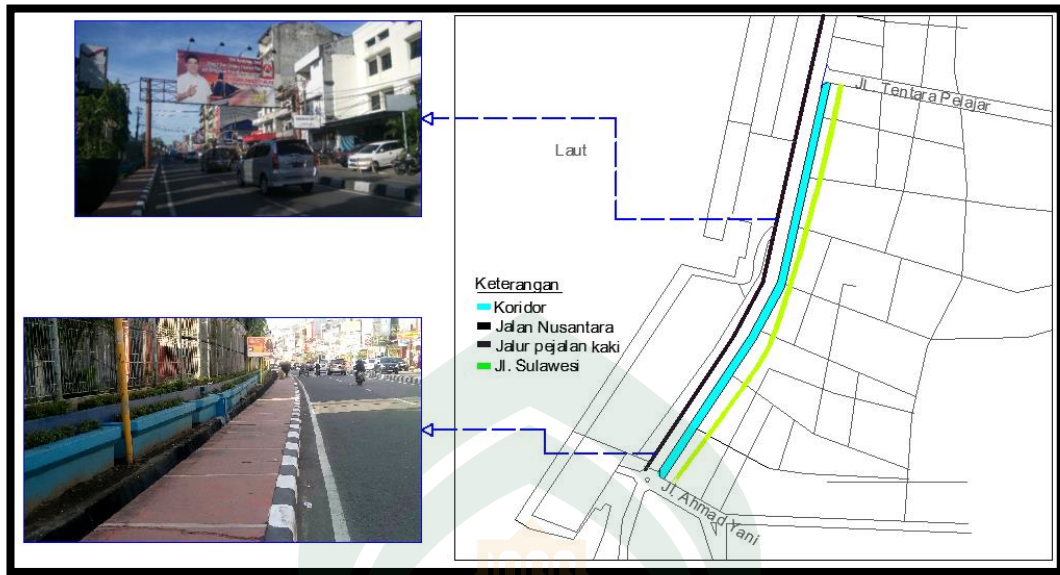 Jl. Tentara Pelajar
Laut
Keterangan
Koridor
Jalan Nusantara
Jalur pejalan kaki
Jl. Sulawesi
Jl. Ahmad Yani